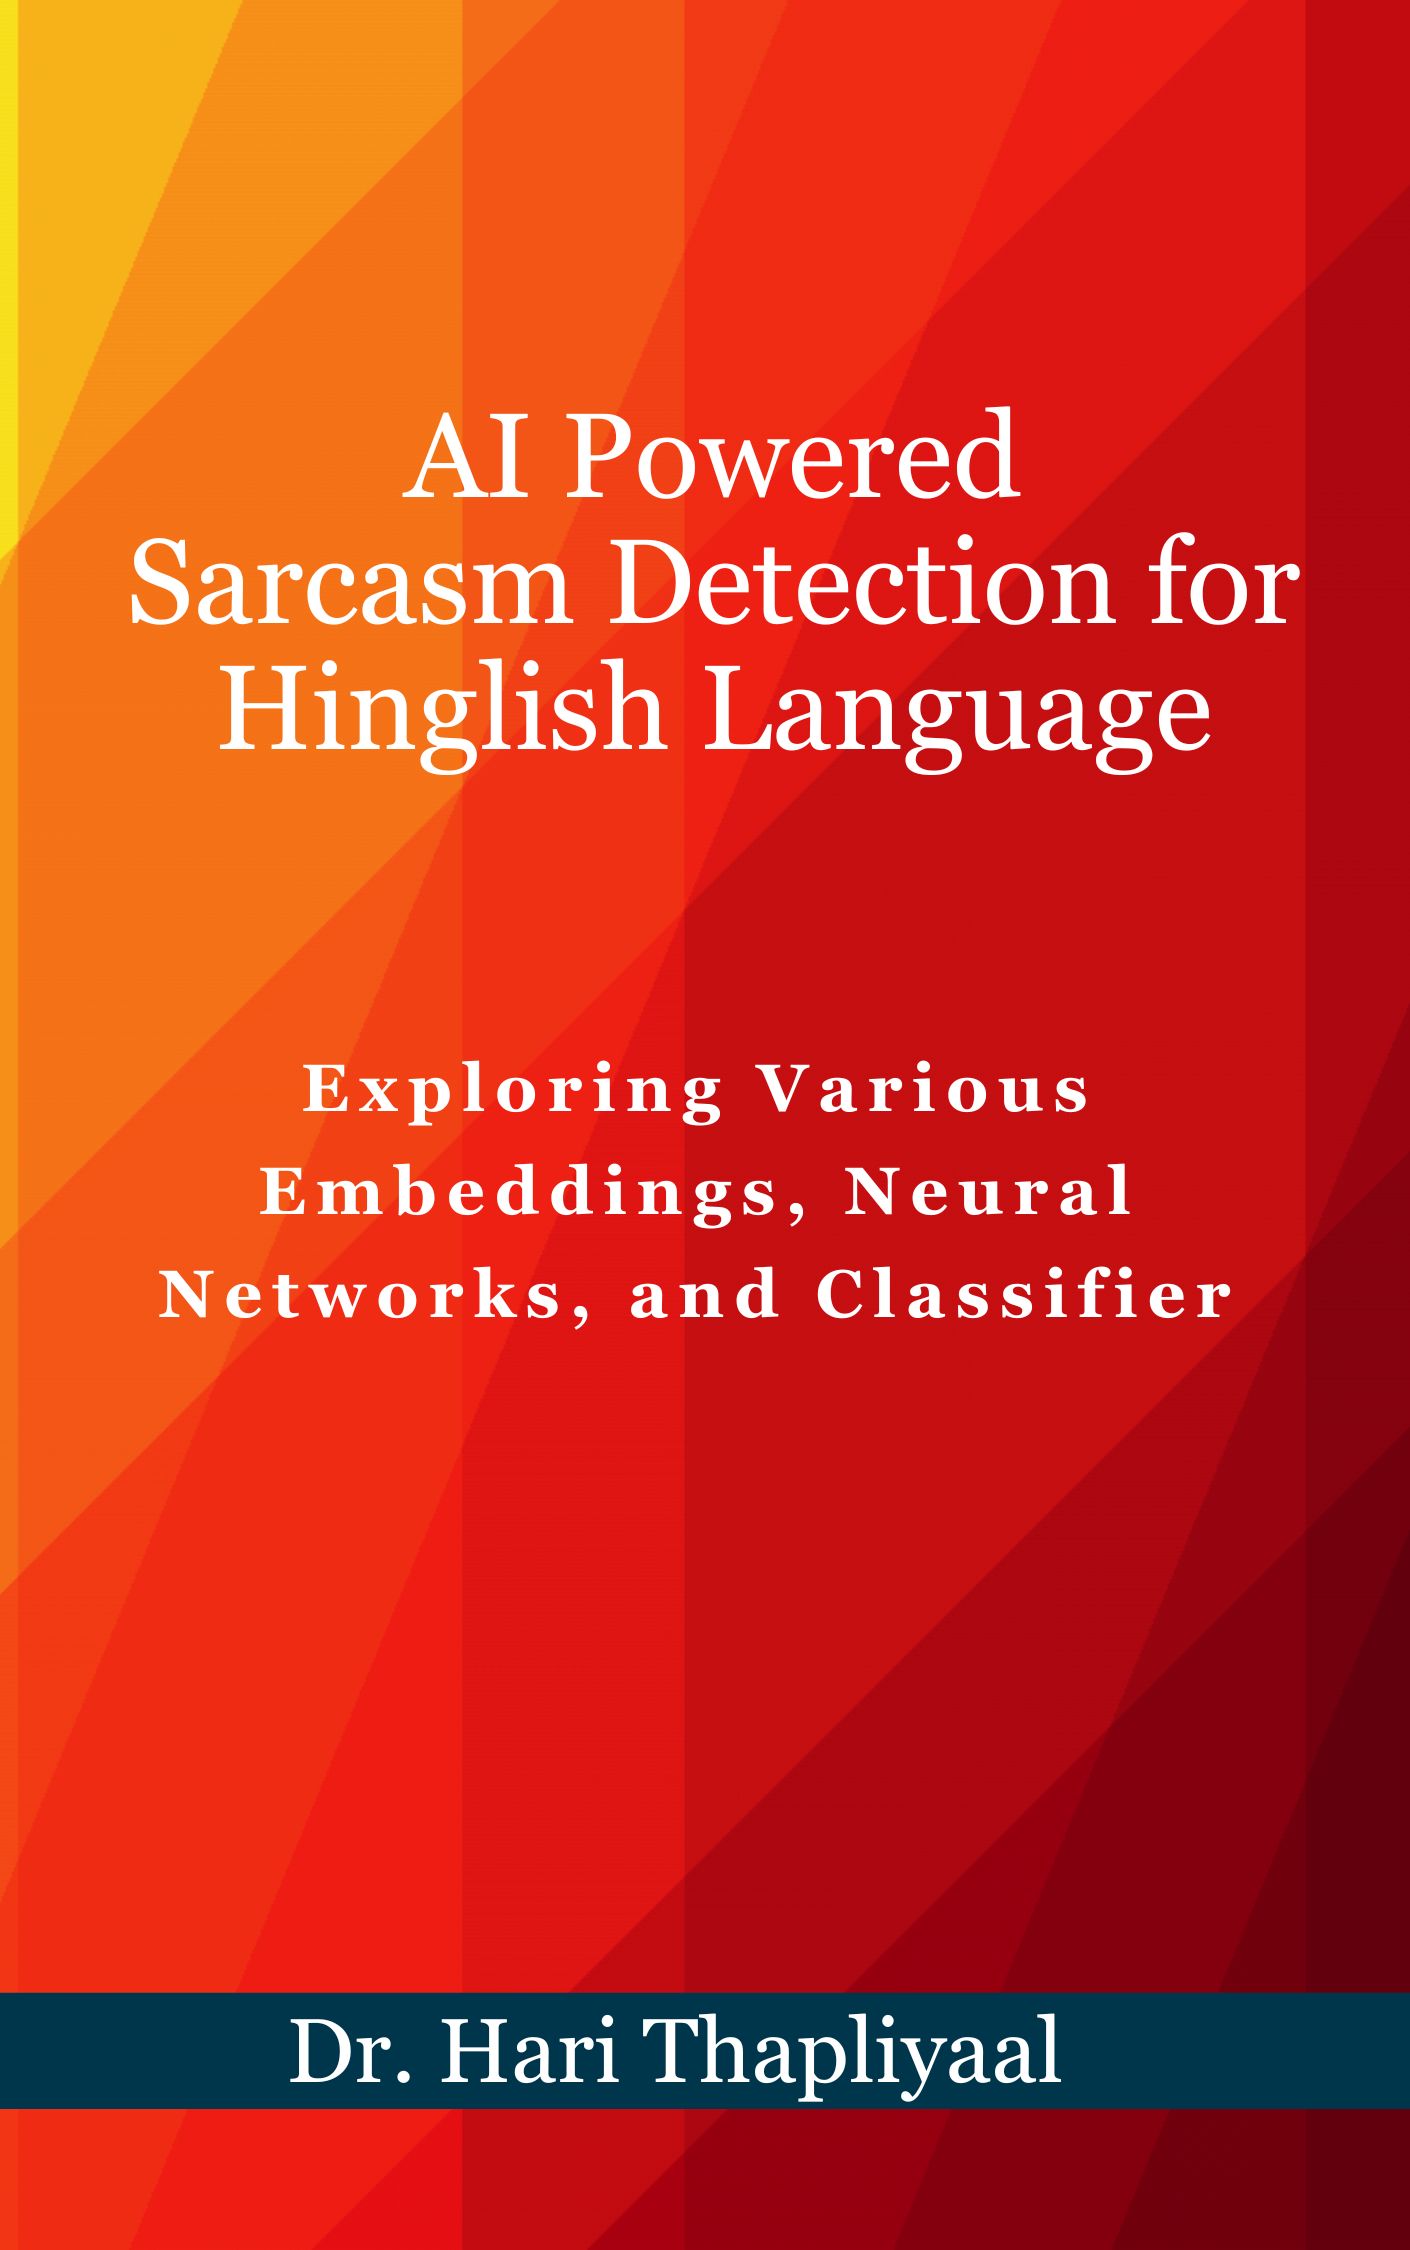 AI Powered
Sarcasm Detection for
Hinglish Language
Exploring Various
Embeddings, Neural
Networks, and Classifier
Dr. Hari Thapliyaal